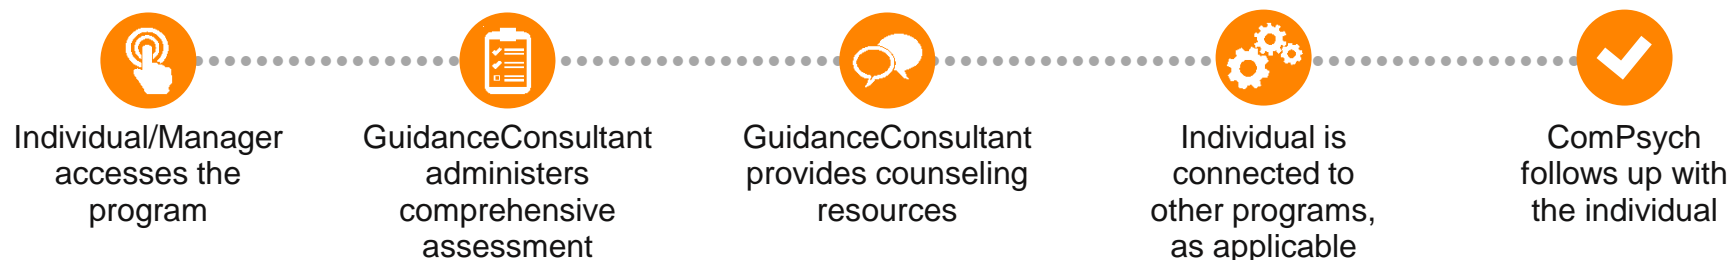 Individual/Manager
accesses the
program
GuidanceConsultant
administers
comprehensive
assessment
GuidanceConsultant
provides counseling
resources
Individual is
connected to
other programs,
as applicable
ComPsych
follows up with
the individual